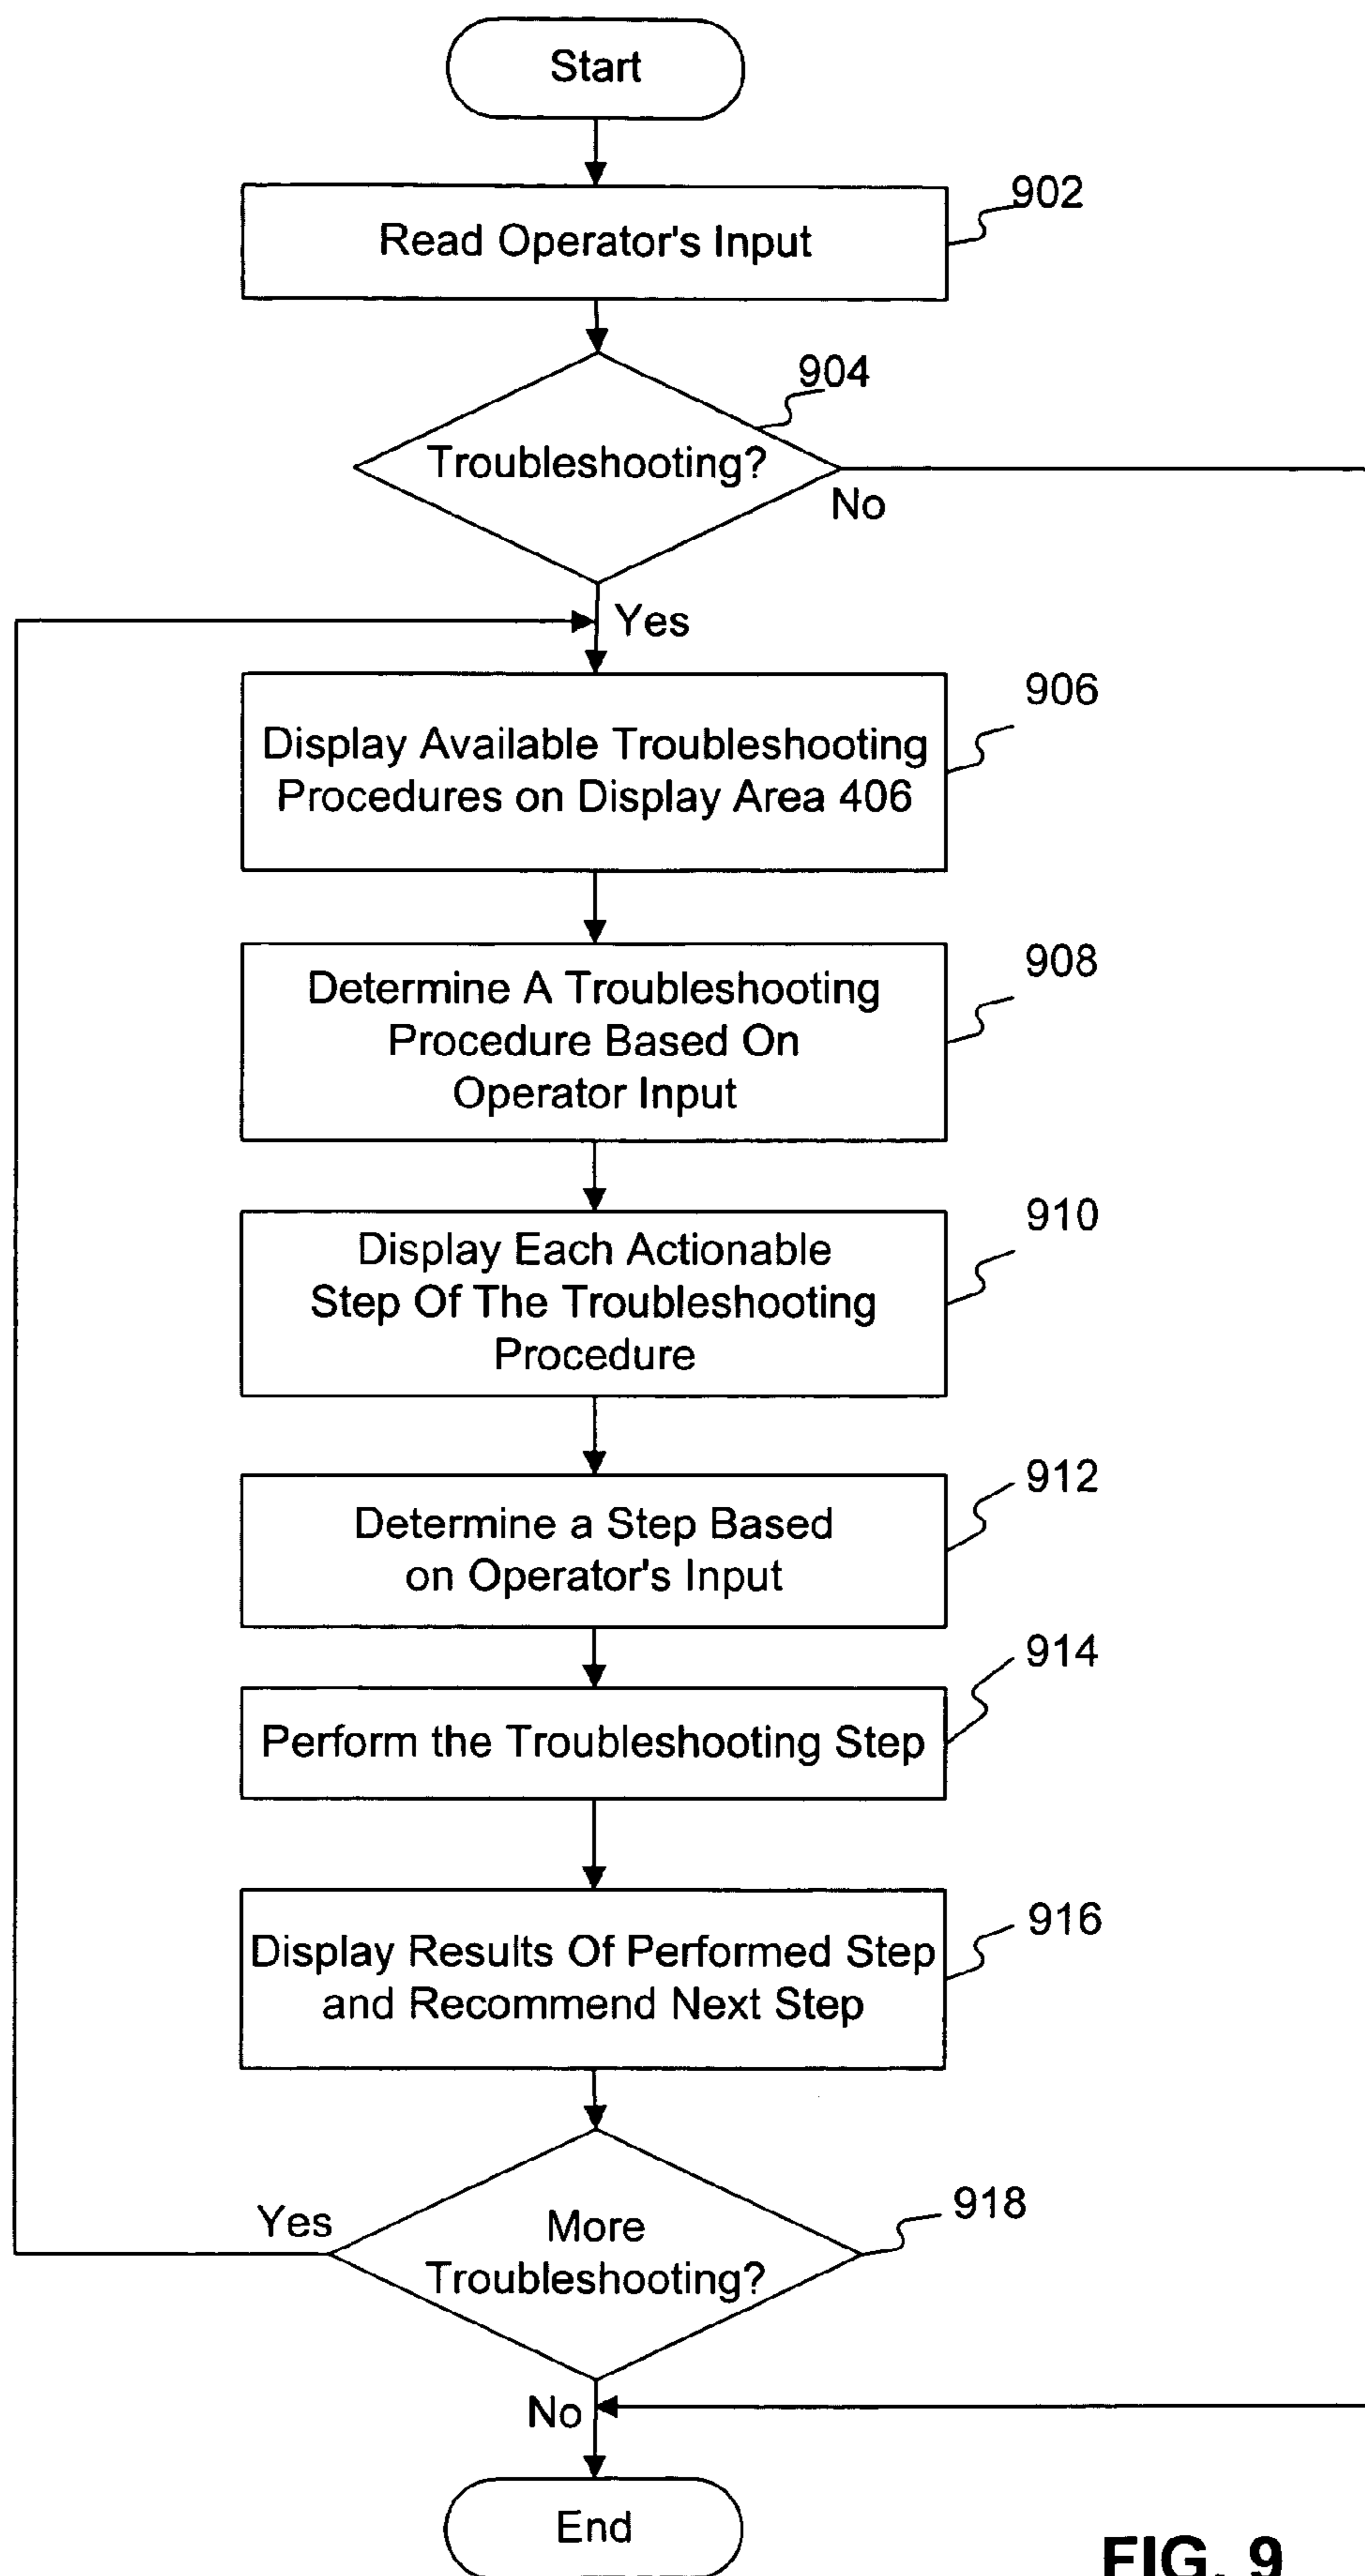 Start
902
Read Operator's Input
904
Troubleshooting?
No
Yes
906
Display Available Troubleshooting
Procedures on Display Area 406
908
Determine A Troubleshooting
Procedure Based On
Operator Input
910
Display Each Actionable
Step Of The Troubleshooting
Procedure
912
Determine a Step Based
on Operator's Input
914
Perform the Troubleshooting Step
916
Display Results Of Performed Step
and Recommend Next Step
918
Yes
More
Troubleshooting?
No
End
FIG. 9